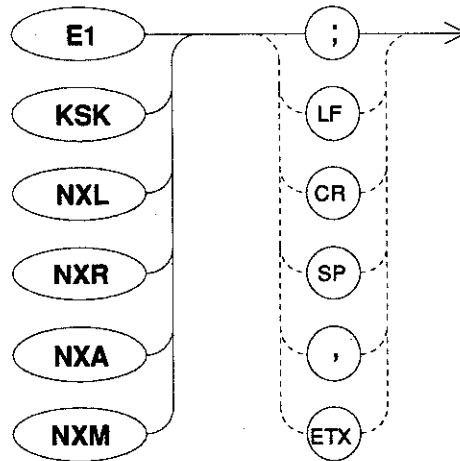 E1 ;
KSK LF
NXL CR
NXR SP
NXA ,
NXM ETX